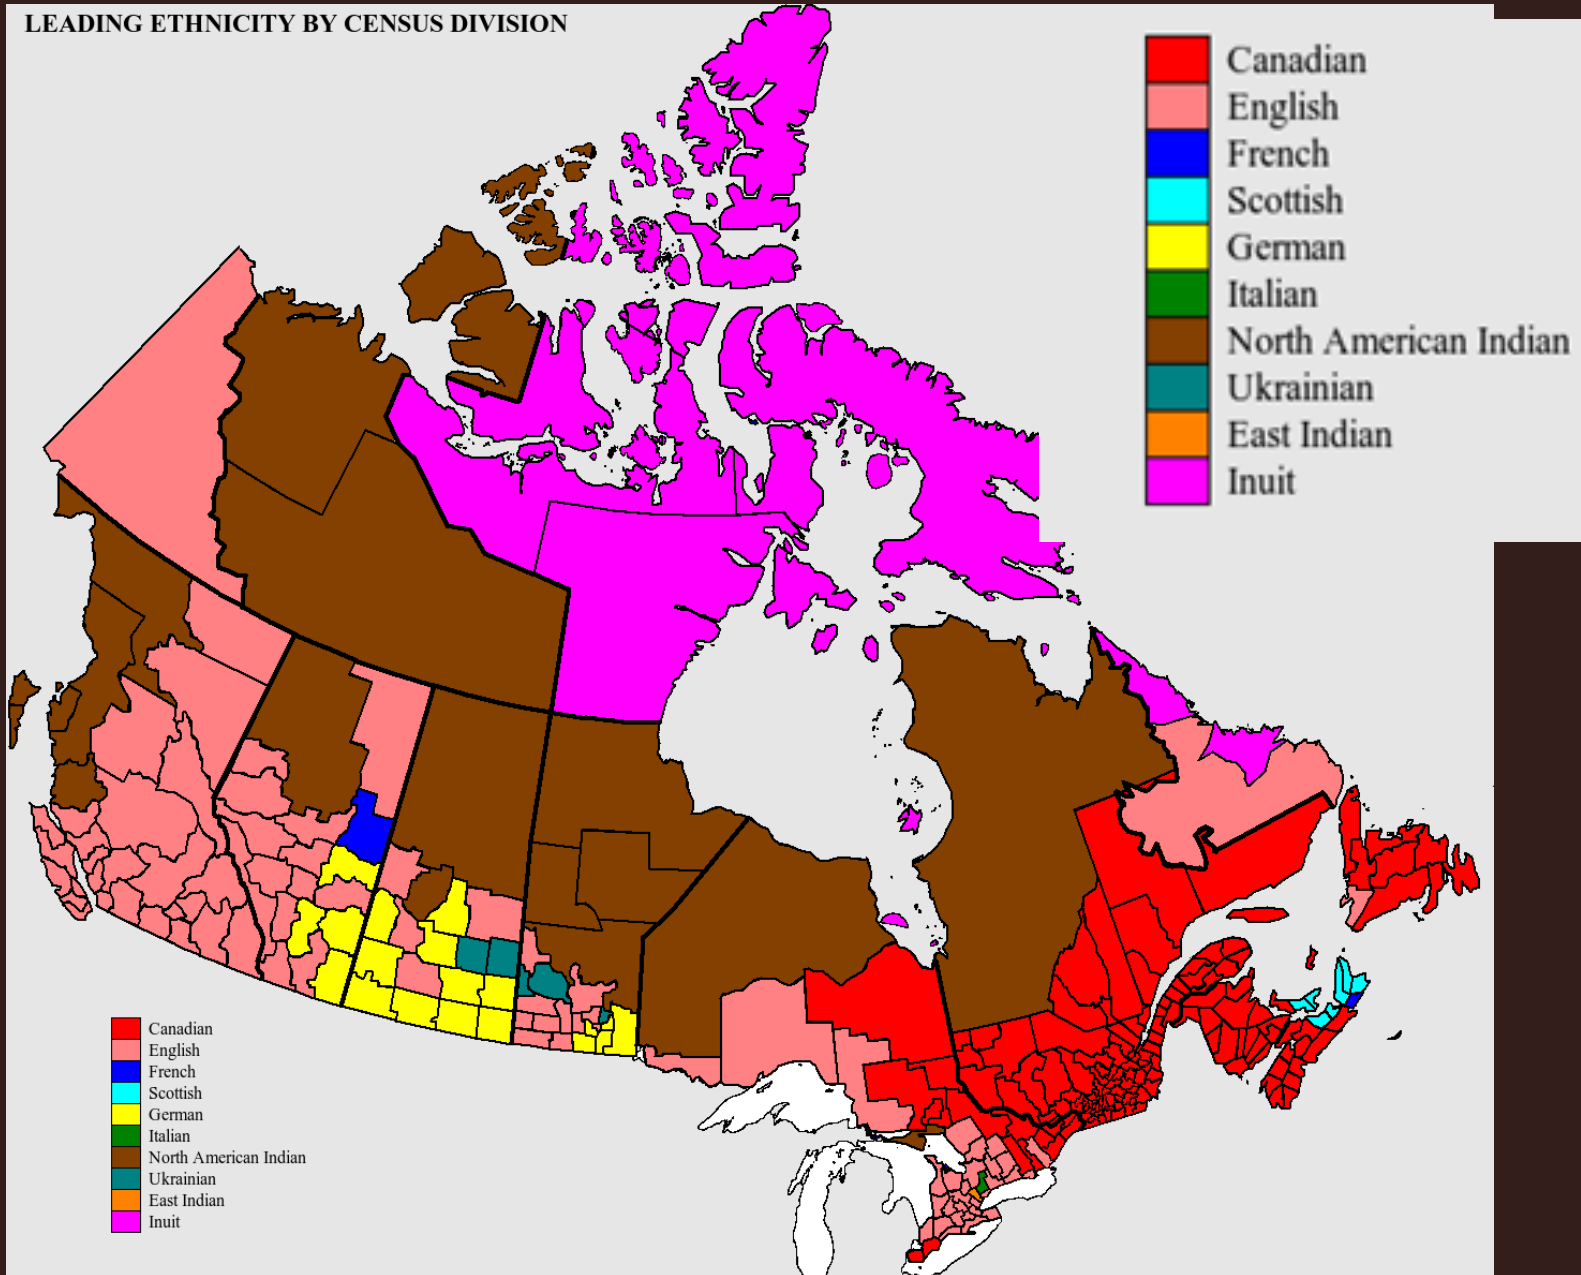 LEADING ETHNICITY BY CENSUS DIVISION
Canadian
English
French
Scottish
German
Italian
North American Indian
Ukrainian
East Indian
Inuit
Canadian
English
French
Scottish
German
Italian
North American Indian
Ukrainian
East Indian
Inuit